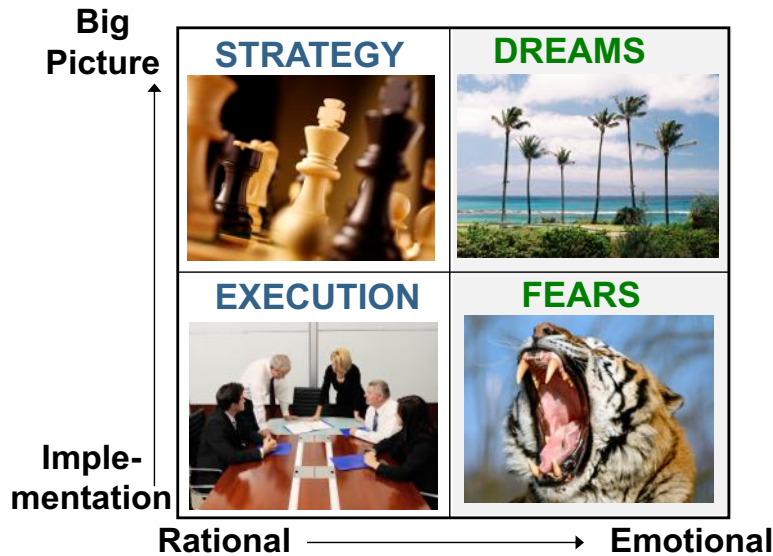 Big
Picture
STRATEGY
DREAMS
EXECUTION
FEARS
Imple-
mentation
Rational
Emotional